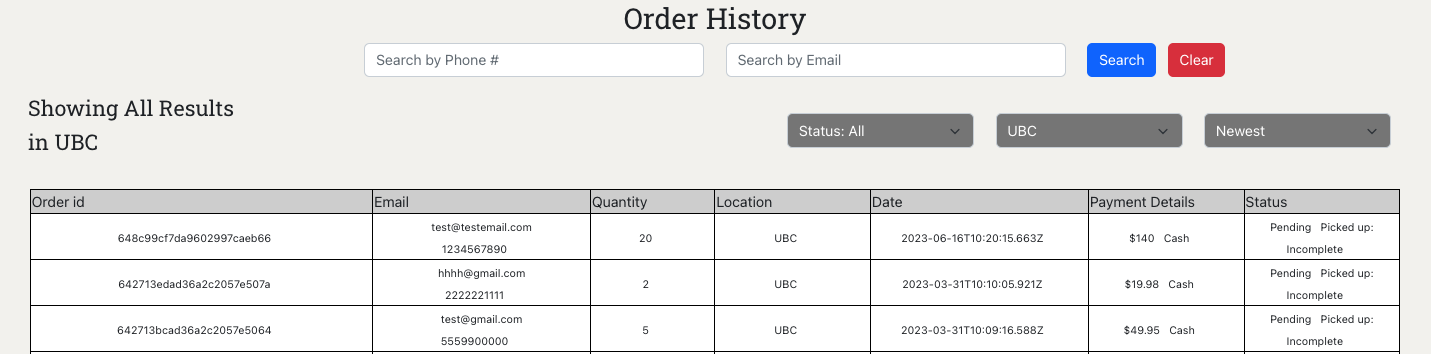 Order History
Search by Phone # Search by Email Search Clear
Showing All Results
in UBC
Status: All UBC Newest
Order id Email Quantity Location Date Payment Details Status
648c99cf7da9602997caeb66 test@testemail.com 20 UBC 2023-06-16T10:20:15.663Z $140 Cash Pending Picked up:
1234567890 Incomplete
642713edad36a2c2057e507a hhhh@gmail.com 2 UBC 2023-03-31T10:10:05.921Z $19.98 Cash Pending Picked up:
2222221111 Incomplete
642713bcad36a2c2057e5064 test@gmail.com 5 UBC 2023-03-31T10:09:16.588Z $49.95 Cash Pending Picked up:
5559900000 Incomplete